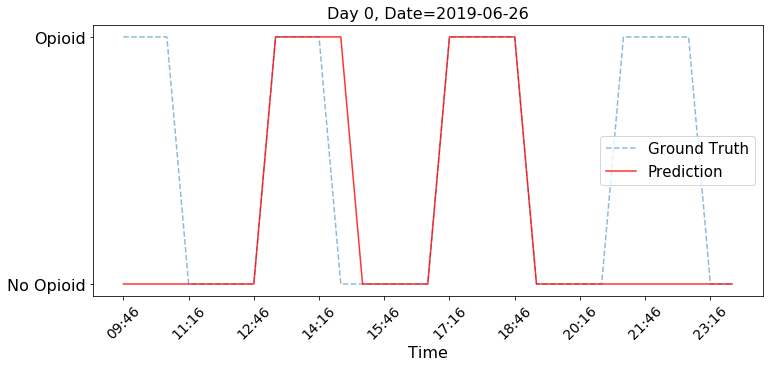 Day 0, Date=2019-06-26
Opioid
Ground Truth
Prediction
No Opioid
09:46 11:16 12:46 14:16 15:46 17:16 18:46 20:16 21:46 23:16
Time